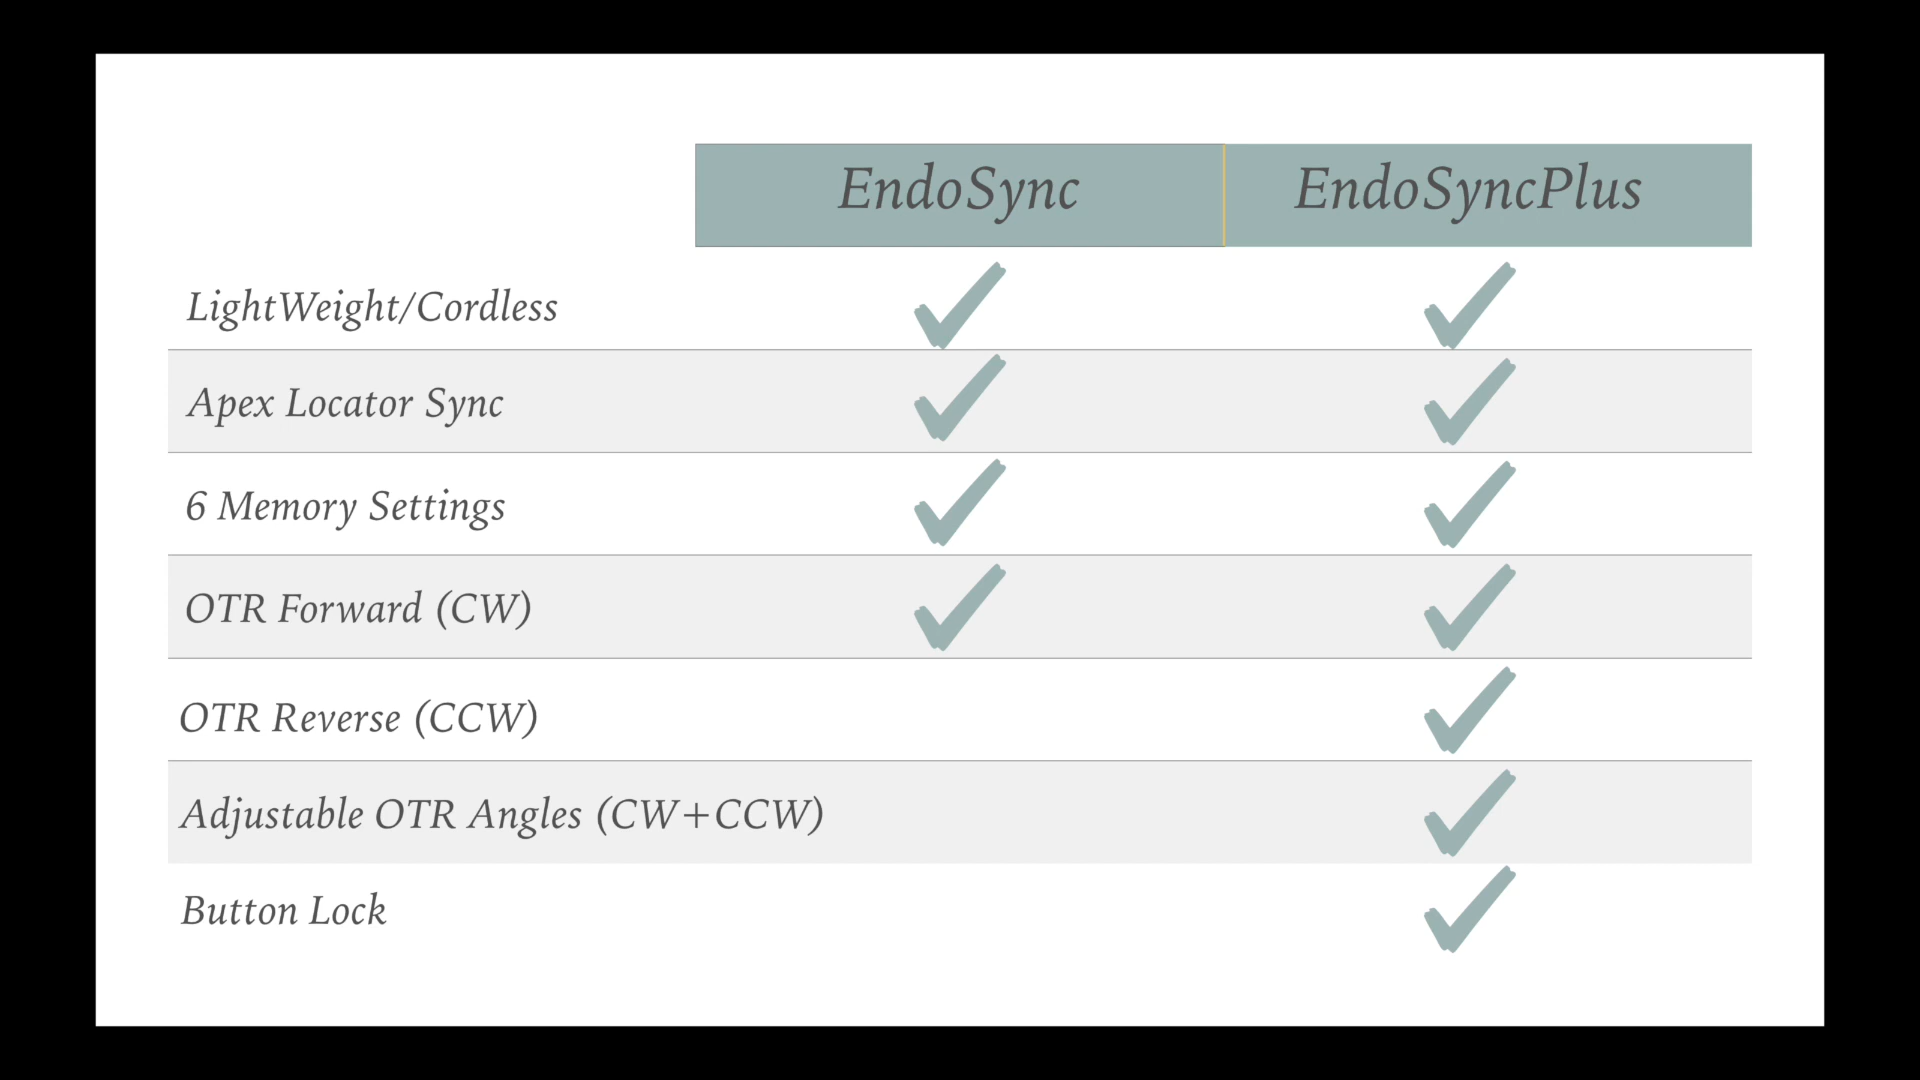 EndoSync EndoSyncPlus
LightWeight/Cordless
Apex Locator Sync
6 Memory Settings
OTR Forward (CW)
OTR Reverse (CCW)
Adjustable OTR Angles (CW+CCW)
Button Lock